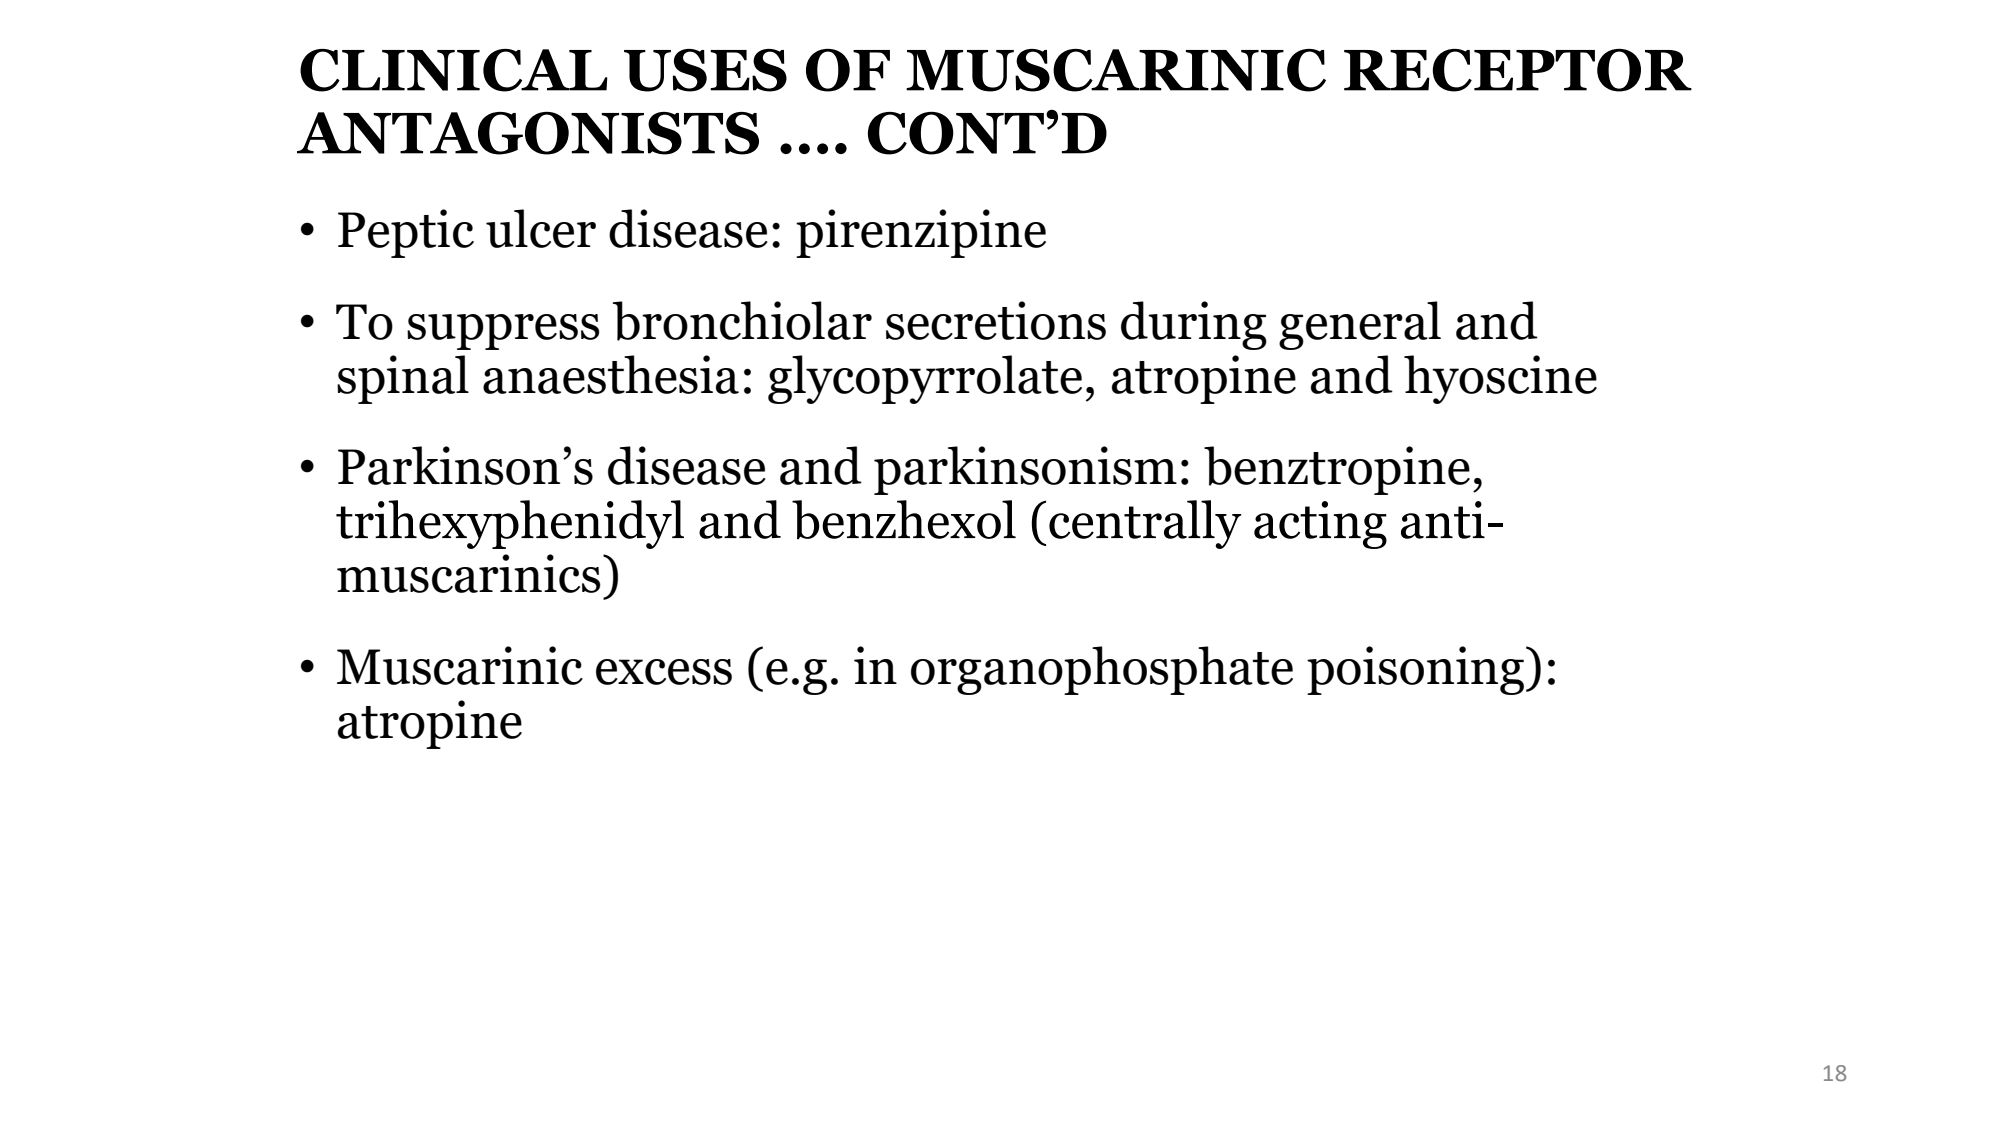 CLINICAL USES OF MUSCARINIC RECEPTOR
ANTAGONISTS .... CONT’D
• Peptic ulcer disease: pirenzipine
• To suppress bronchiolar secretions during general and
spinal anaesthesia: glycopyrrolate, atropine and hyoscine
• Parkinson’s disease and parkinsonism: benztropine,
trihexyphenidyl and benzhexol (centrally acting anti-
muscarinics)
• Muscarinic excess (e.g. in organophosphate poisoning):
atropine
18